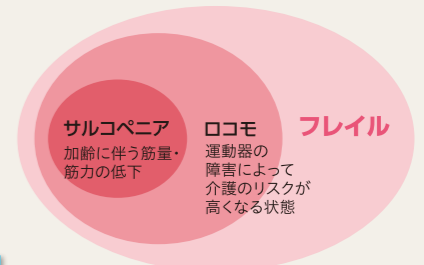 サルコペニア
加齢に伴う筋量・
筋力の低下
ロコモ
運動器の
障害によって
介護のリスクが
高くなる状態
フレイル